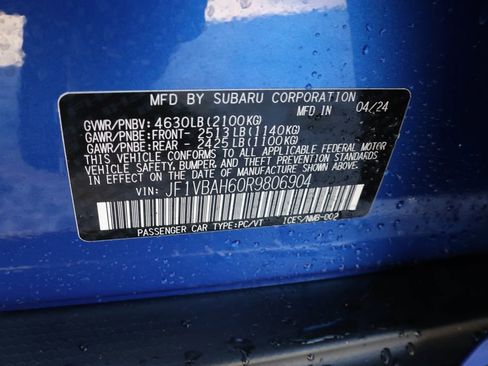 MFD BY SUBARU CORPORATION
MFD IN 04/24
GVWR/PNBV: 4630LB(2100KG)
GAWR/PNBE:FRONT- 2513LB(1140KG)
GAWR/PNBE:REAR - 2425LB(1100KG)
THIS VEHICLE CONFORMS TO ALL APPLICABLE
FEDERAL MOTOR VEHICLE SAFETY, BUMPER,
AND THEFT PREVENTION STANDARDS
IN EFFECT ON THE DATE OF
MANUFACTURE SHOWN ABOVE.
VIN: JF1VBAH60R9806904
PASSENGER CAR TYPE:PC/VT ICES/NMB-002